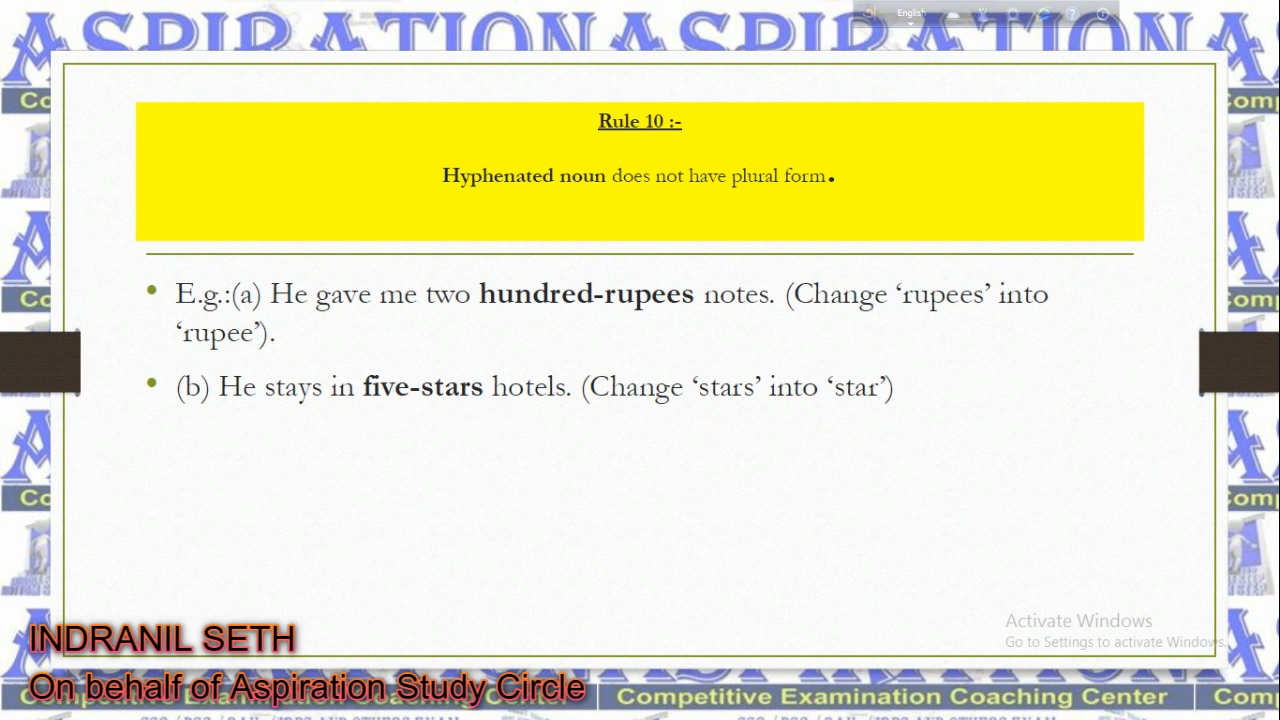 ASPIRATION
English
Rule 10 :-
Hyphenated noun does not have plural form.
• E.g.:(a) He gave me two hundred-rupees notes. (Change ‘rupees’ into
‘rupee’).
• (b) He stays in five-stars hotels. (Change ‘stars’ into ‘star’)
Activate Windows
Go to Settings to activate Windows.
INDRANIL SETH
On behalf of Aspiration Study Circle
Competitive Examination Coaching Center